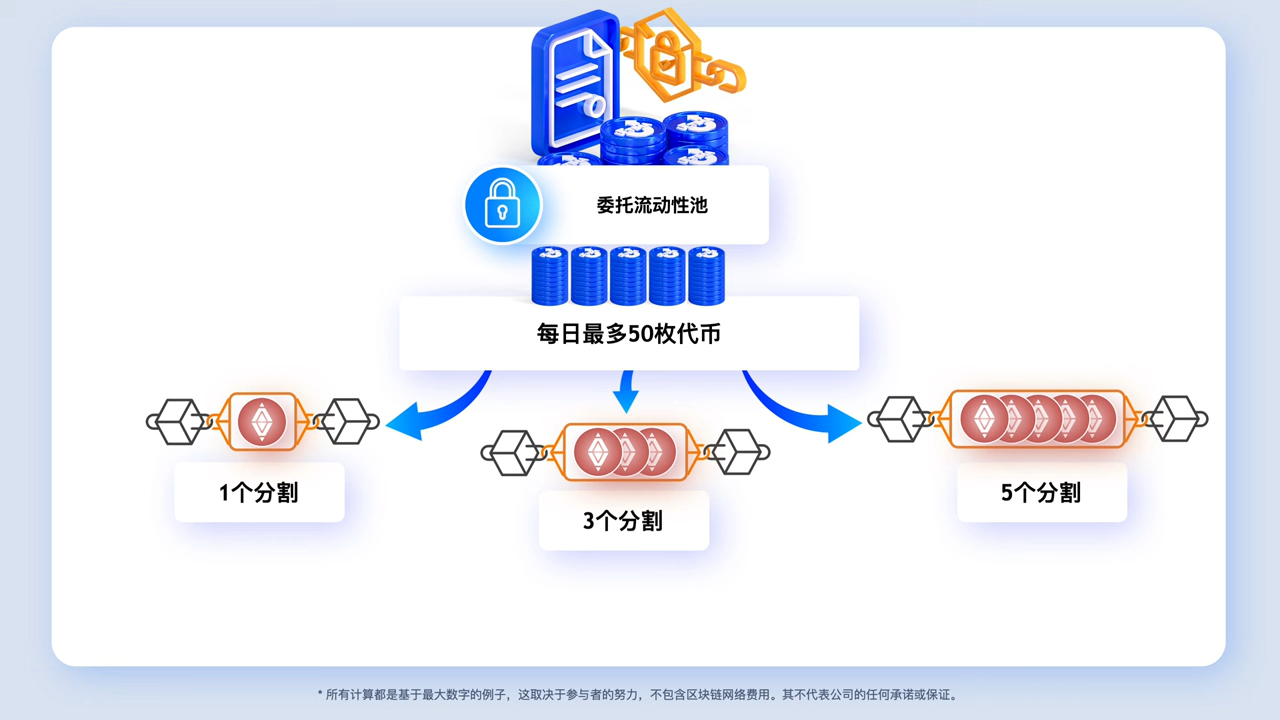 委托流动性池
每日最多50枚代币
1个分割
3个分割
5个分割
* 所有计算都是基于最大数字的例子，这取决于参与者的努力，不包含区块链网络费用。其不代表公司的任何承诺或保证。